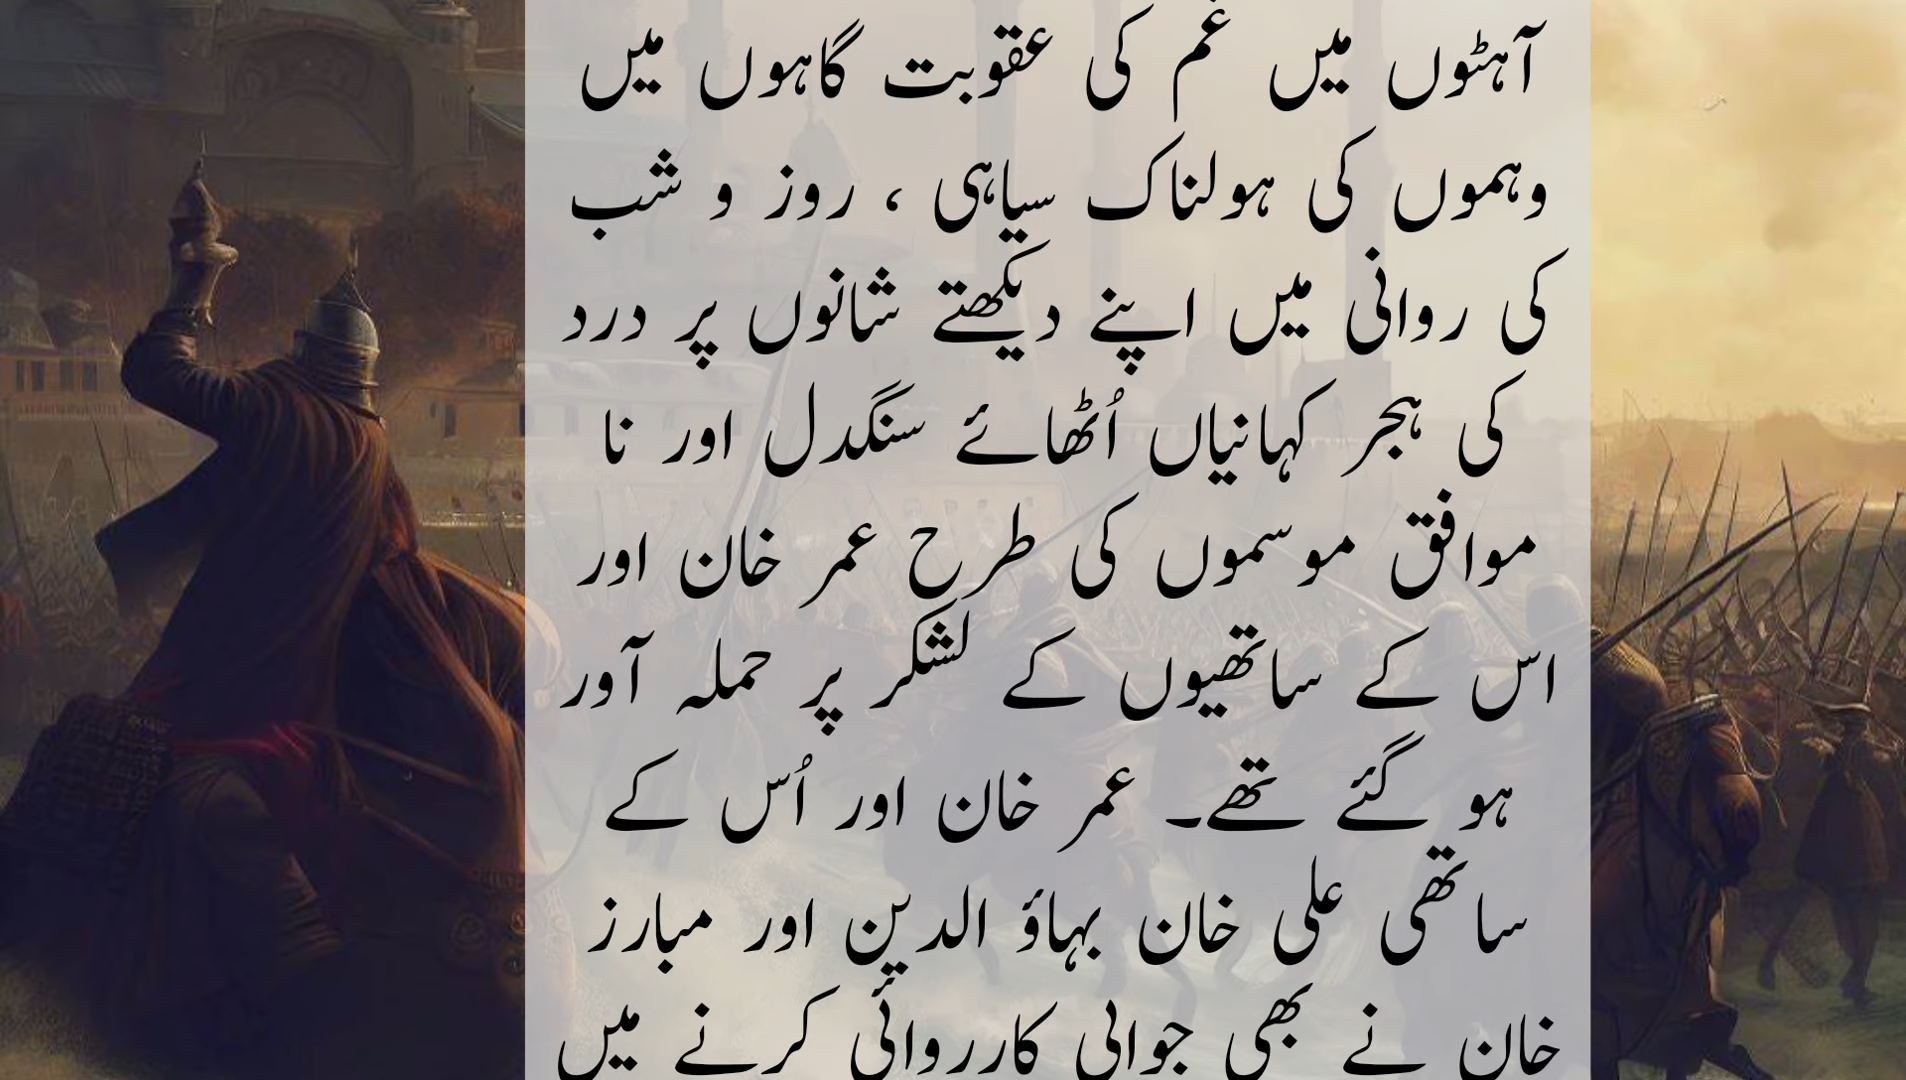 آہٹوں میں غم کی عقوبت گاہوں میں
وہموں کی ہولناک سیاہی ، روز و شب
کی روانی میں اپنے دیکھتے شانوں پر درد
کی ہجر کہانیاں اُٹھائے سنگدل اور نا
موافق موسموں کی طرح عمر خان اور
اس کے ساتھیوں کے لشکر پر حملہ آور
ہو گئے تھے۔ عمر خان اور اُس کے
ساتھی علی خان بہاؤ الدین اور مبارز
خان نے بھی جوابی کارروائی کرنے میں